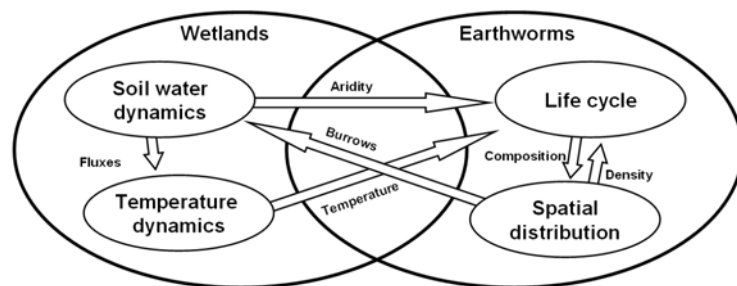 Wetlands
Earthworms
Soil water
dynamics
Aridity
Life cycle
Burrows
Fluxes
Composition
Density
Temperature
Temperature
dynamics
Spatial
distribution